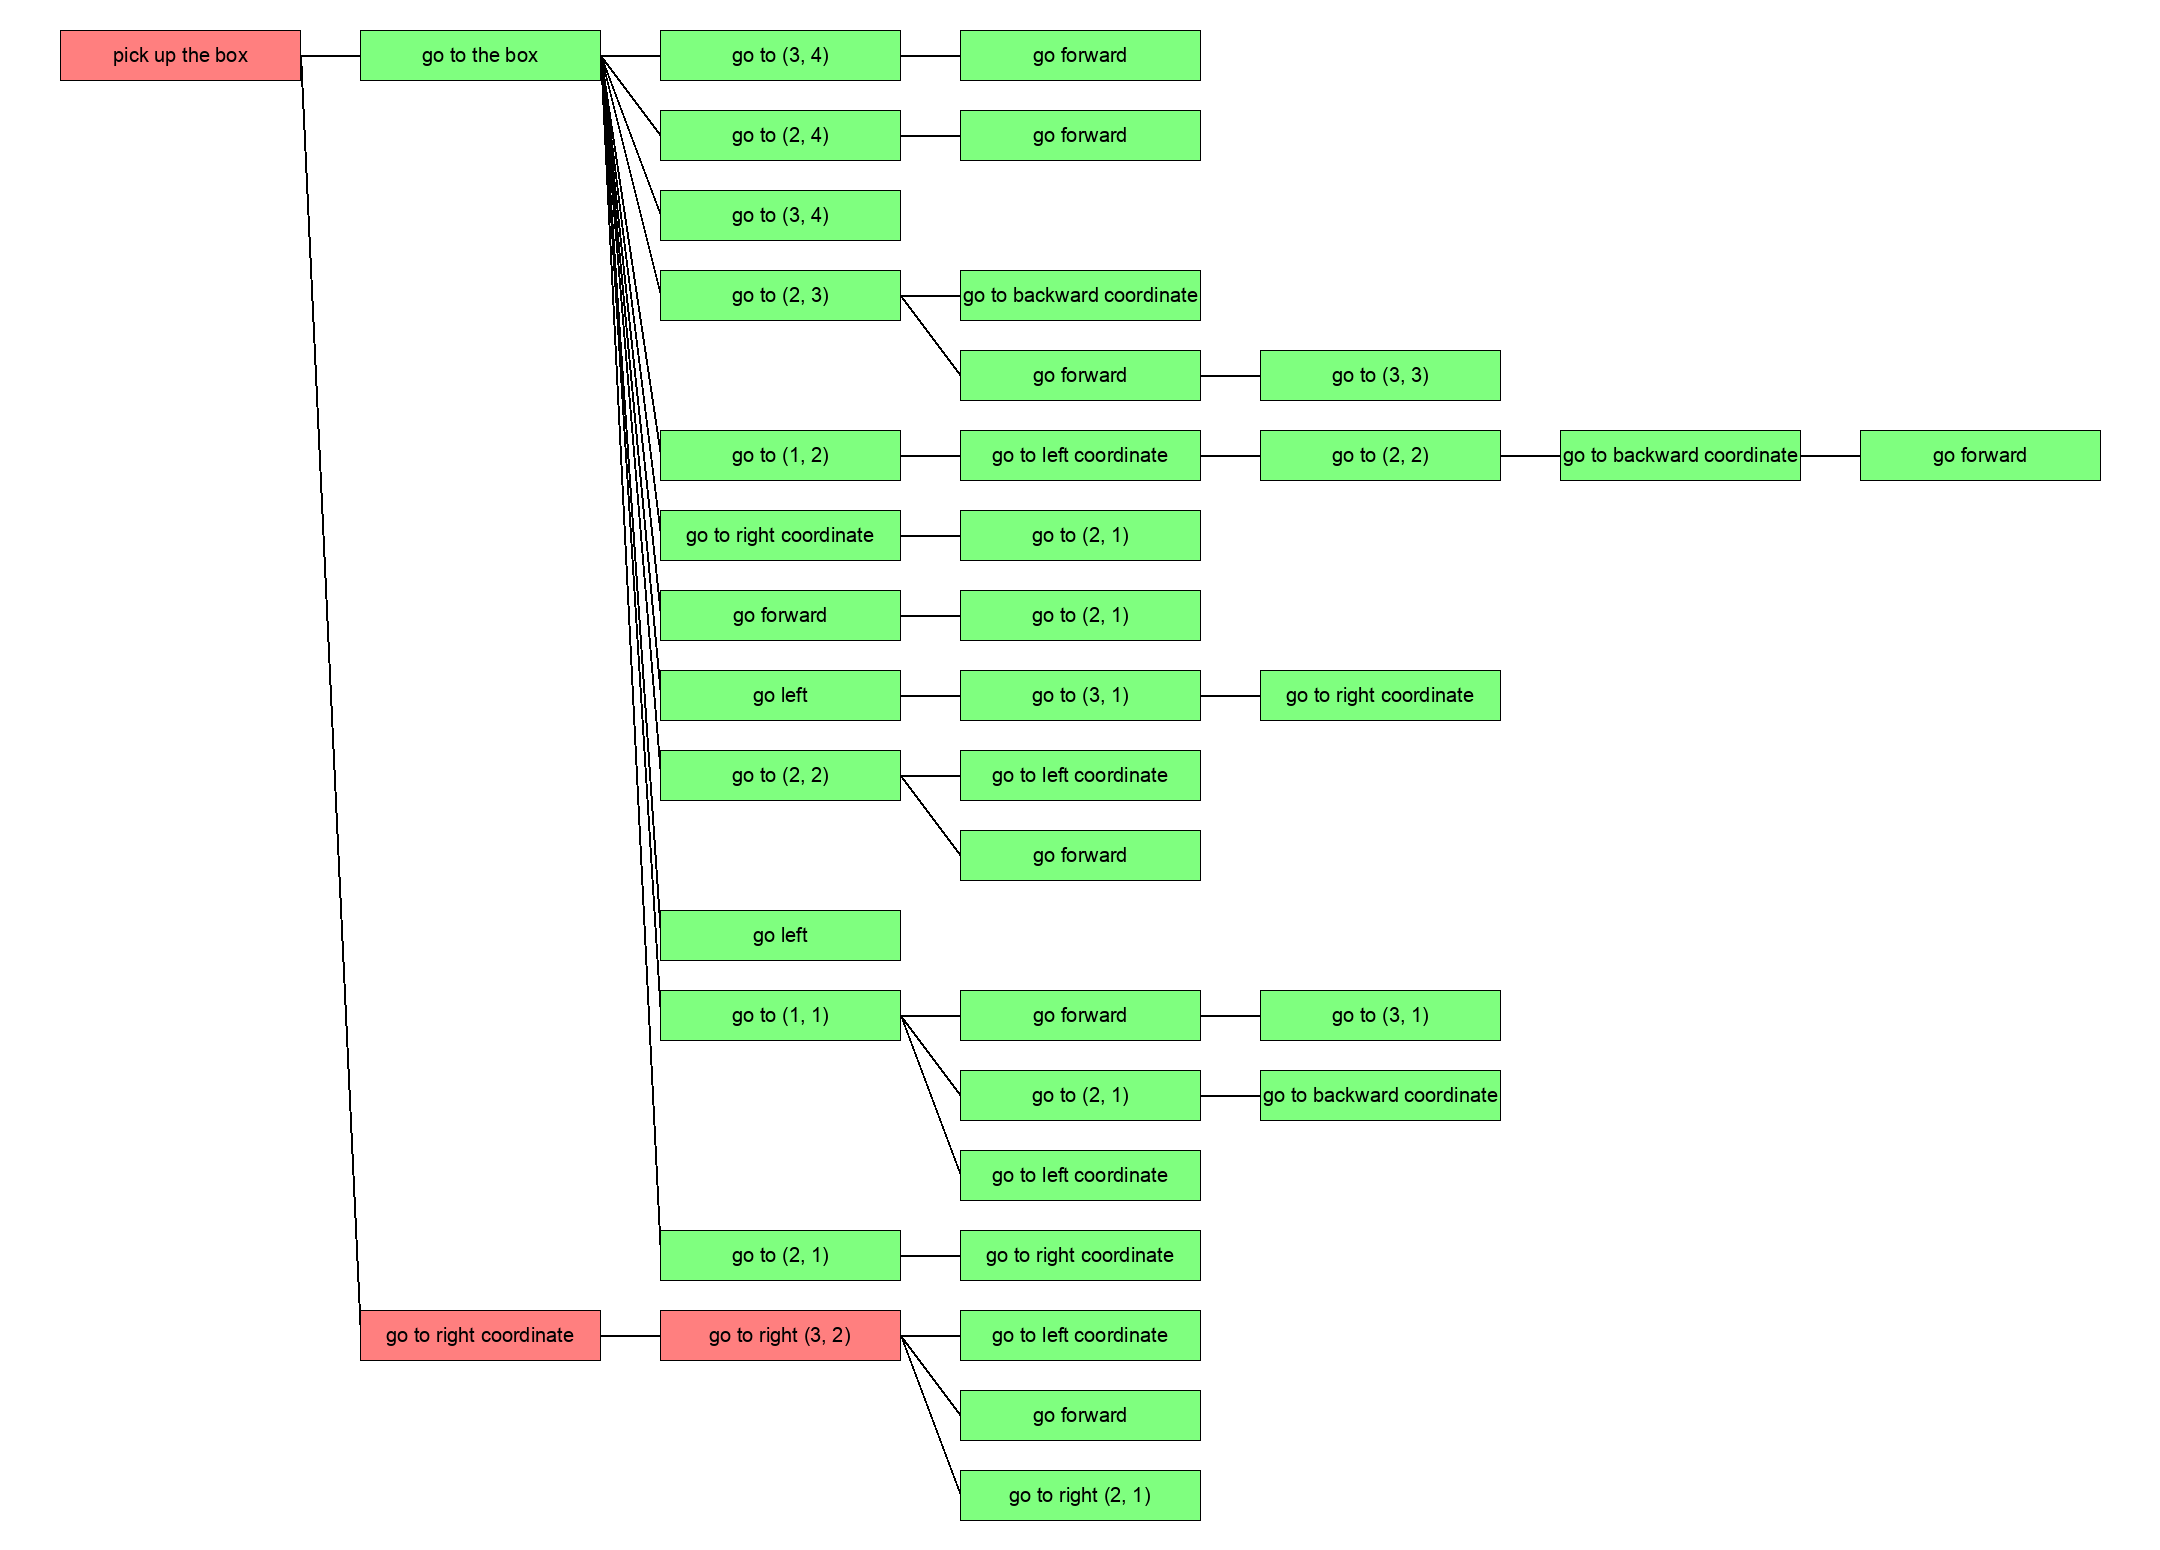 pick up the box
go to the box
go to (3, 4)
go forward
go to (2, 4)
go forward
go to (3, 4)
go to (2, 3)
go to backward coordinate
go forward
go to (3, 3)
go to (1, 2)
go to left coordinate
go to (2, 2)
go to backward coordinate
go forward
go to right coordinate
go to (2, 1)
go forward
go to (2, 1)
go left
go to (3, 1)
go to right coordinate
go to (2, 2)
go to left coordinate
go forward
go left
go to (1, 1)
go forward
go to (3, 1)
go to (2, 1)
go to backward coordinate
go to left coordinate
go to (2, 1)
go to right coordinate
go to right coordinate
go to right (3, 2)
go to left coordinate
go forward
go to right (2, 1)